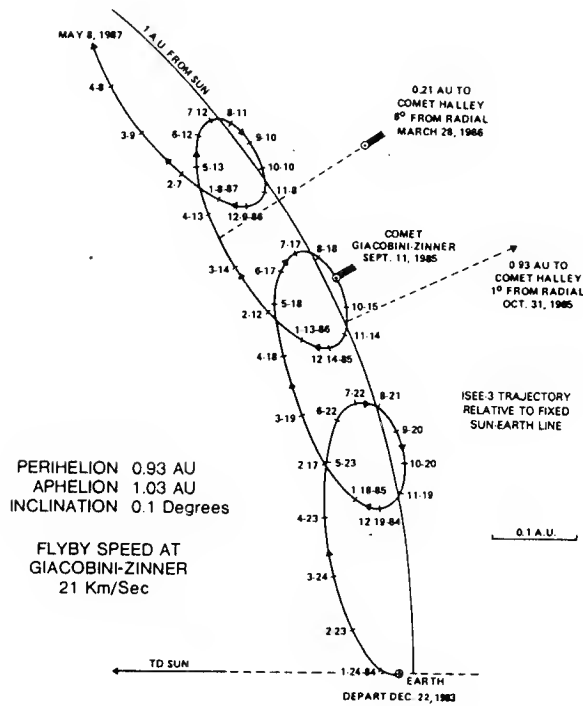 MAY 8, 1987
1 A.U. FROM SUN
4-8
7-12
8-11
0.21 AU TO
COMET HALLEY
8° FROM RADIAL
MARCH 28, 1986
3-9
6-12
9-10
5-13
10-10
2-7
1-8-87
11-8
4-13
12-9-86
COMET
GIACOBINI-ZINNER
SEPT. 11, 1985
7-17
8-18
3-14
6-17
0.93 AU TO
COMET HALLEY
1° FROM RADIAL
OCT. 31, 1985
5-18
10-15
2-12
1-13-86
11-14
4-18
12 14-85
7-22
8-21
ISEE-3 TRAJECTORY
RELATIVE TO FIXED
SUN-EARTH LINE
3-19
6-22
9-20
2-17
5-23
10-20
PERIHELION 0.93 AU
APHELION 1.03 AU
INCLINATION 0.1 Degrees
1 18-85
11-19
4-23
12 19-84
0.1 A.U.
FLYBY SPEED AT
GIACOBINI-ZINNER
21 Km/Sec
3-24
2-23
TO SUN
1-24-84
EARTH
DEPART DEC. 22, 1983